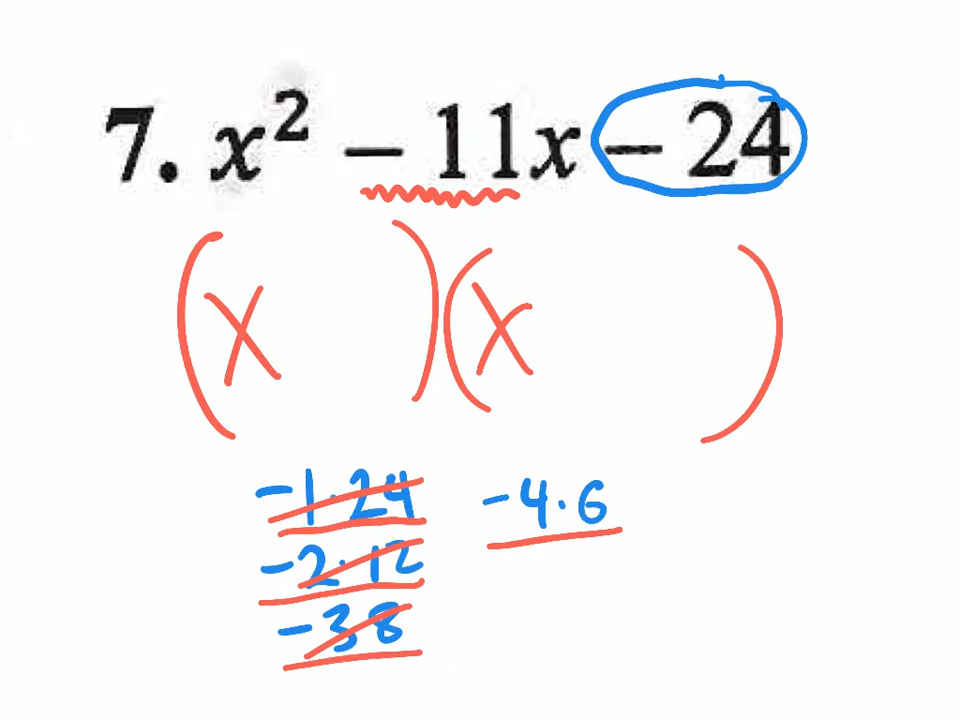 7. x² − 11x − 24
(x )(x )
-1·24 -4·6
-2·12
-3 8